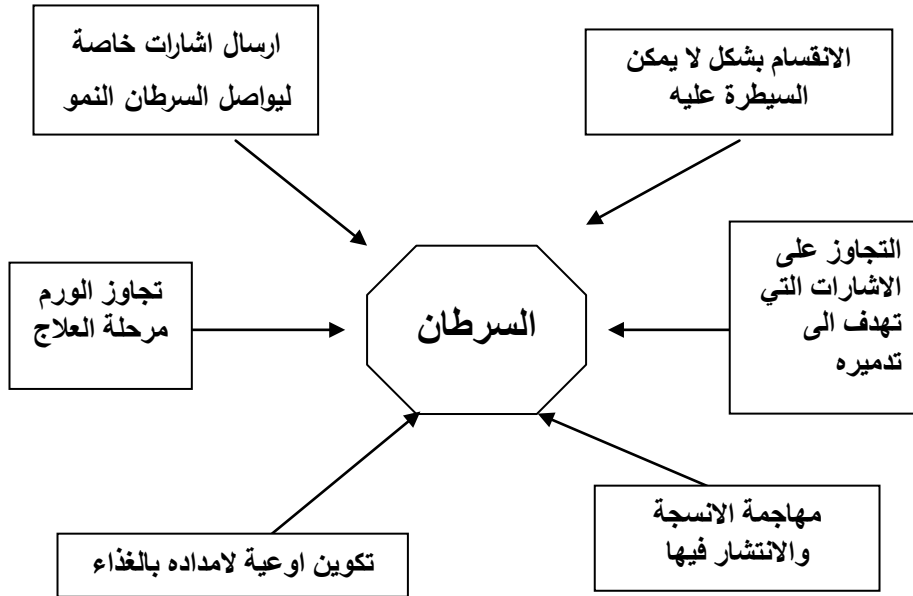 ارسال اشارات خاصة
ليواصل السرطان النمو
الانقسام بشكل لا يمكن
السيطرة عليه
التجاوز على
الاشارات التي
تهدف الى
تدميره
السرطان
تجاوز الورم
مرحلة العلاج
مهاجمة الانسجة
والانتشار فيها
تكوين اوعية لامداده بالغذاء